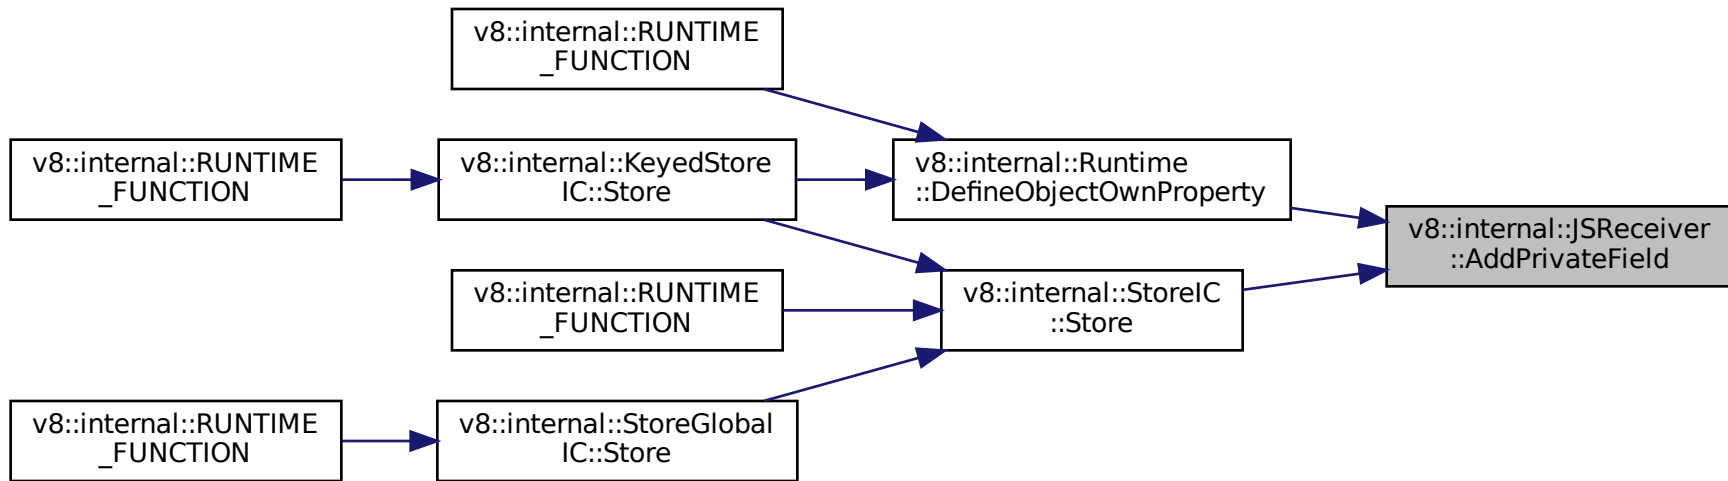 v8::internal::RUNTIME
_FUNCTION
v8::internal::RUNTIME
_FUNCTION
v8::internal::KeyedStore
IC::Store
v8::internal::Runtime
::DefineObjectOwnProperty
v8::internal::JSReceiver
::AddPrivateField
v8::internal::RUNTIME
_FUNCTION
v8::internal::StoreIC
::Store
v8::internal::RUNTIME
_FUNCTION
v8::internal::StoreGlobal
IC::Store